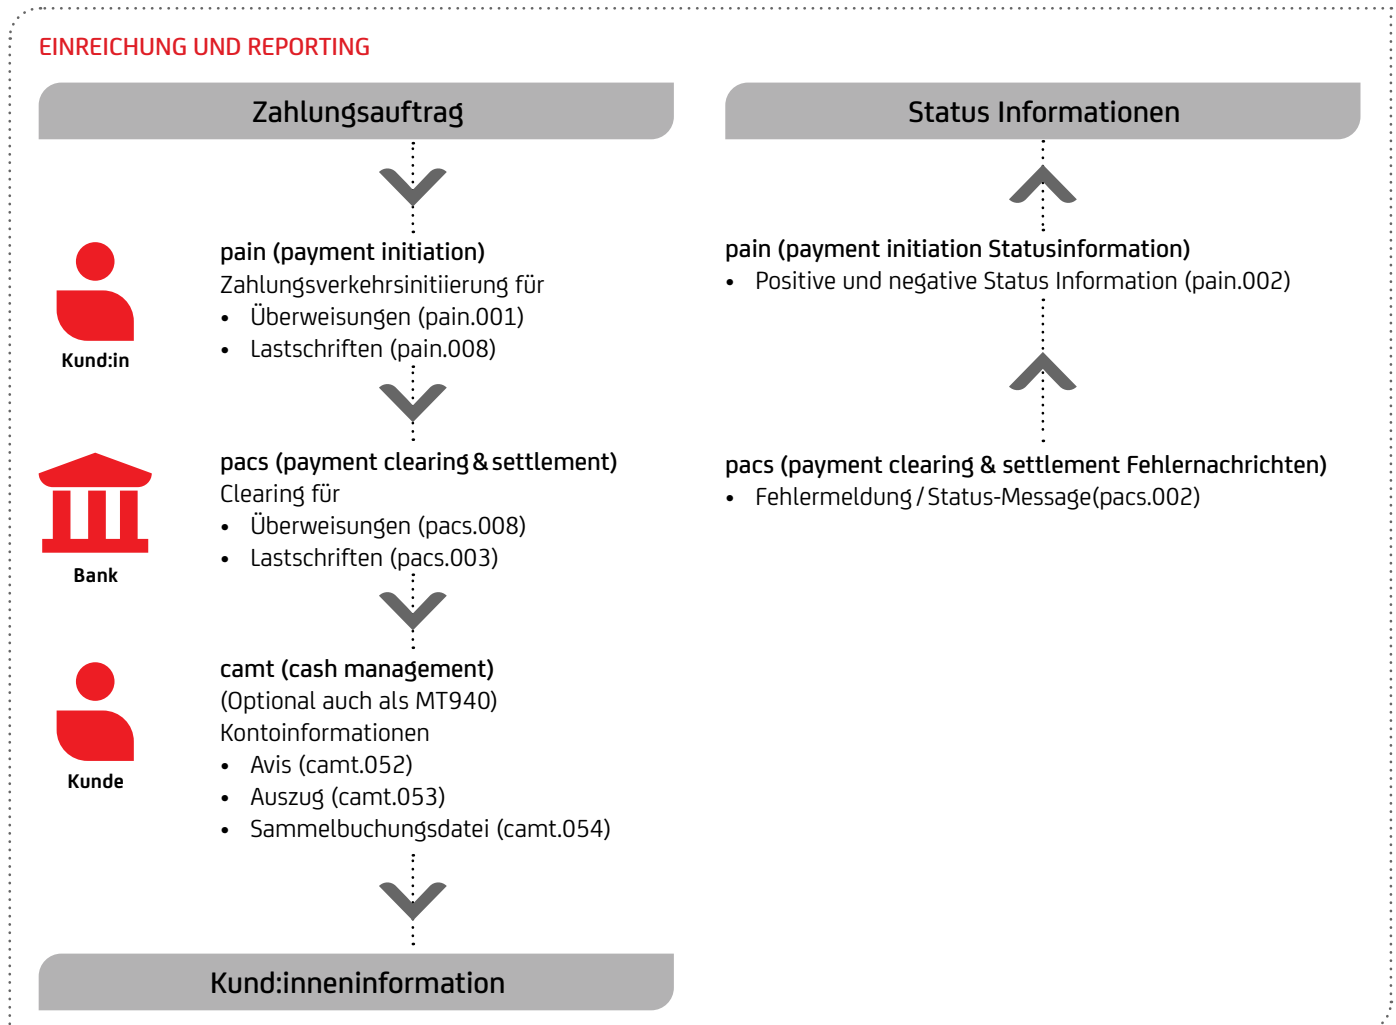 EINREICHUNG UND REPORTING
Zahlungsauftrag
pain (payment initiation)
Zahlungsverkehrsinitiierung für
• Überweisungen (pain.001)
• Lastschriften (pain.008)
Kund:in
pacs (payment clearing & settlement)
Clearing für
• Überweisungen (pacs.008)
• Lastschriften (pacs.003)
Bank
camt (cash management)
(Optional auch als MT940)
Kontoinformationen
• Avis (camt.052)
• Auszug (camt.053)
• Sammelbuchungsdatei (camt.054)
Kunde
Kund:inneninformation
Status Informationen
pain (payment initiation Statusinformation)
• Positive und negative Status Information (pain.002)
pacs (payment clearing & settlement Fehlernachrichten)
• Fehlermeldung / Status-Message(pacs.002)